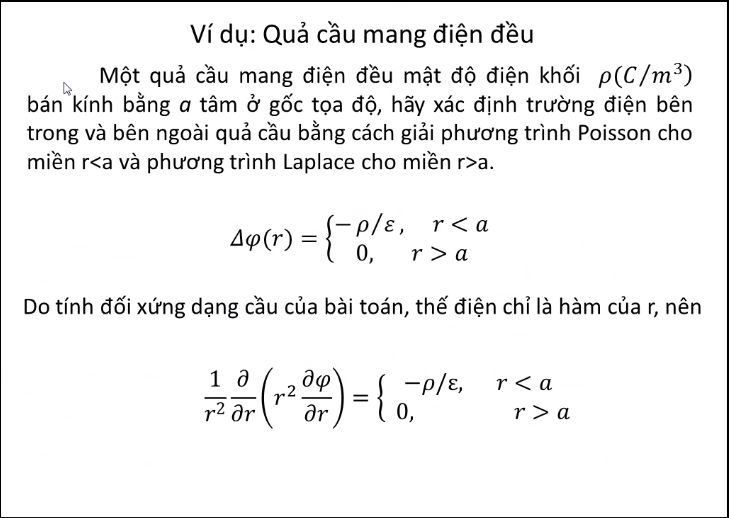 Ví dụ: Quả cầu mang điện đều
Một quả cầu mang điện đều mật độ điện khối ρ(C/m³)
bán kính bằng a tâm ở gốc tọa độ, hãy xác định trường điện bên
trong và bên ngoài quả cầu bằng cách giải phương trình Poisson cho
miền r<a và phương trình Laplace cho miền r>a.
Δφ(r) = { −ρ/ε, r < a
0, r > a
Do tính đối xứng dạng cầu của bài toán, thế điện chỉ là hàm của r, nên
1/r² ∂/∂r (r² ∂φ/∂r) = { −ρ/ε, r < a
0, r > a